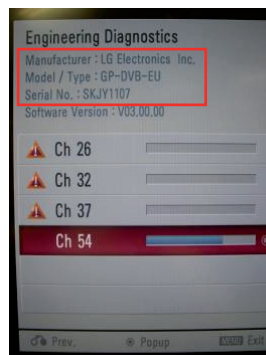 Engineering Diagnostics
Manufacturer : LG Electronics Inc.
Model / Type : GP-DVB-EU
Serial No. : SKJY1107
Software Version : V03.00.00
Ch 26
Ch 32
Ch 37
Ch 54
Prev.
Popup
MENU Exit